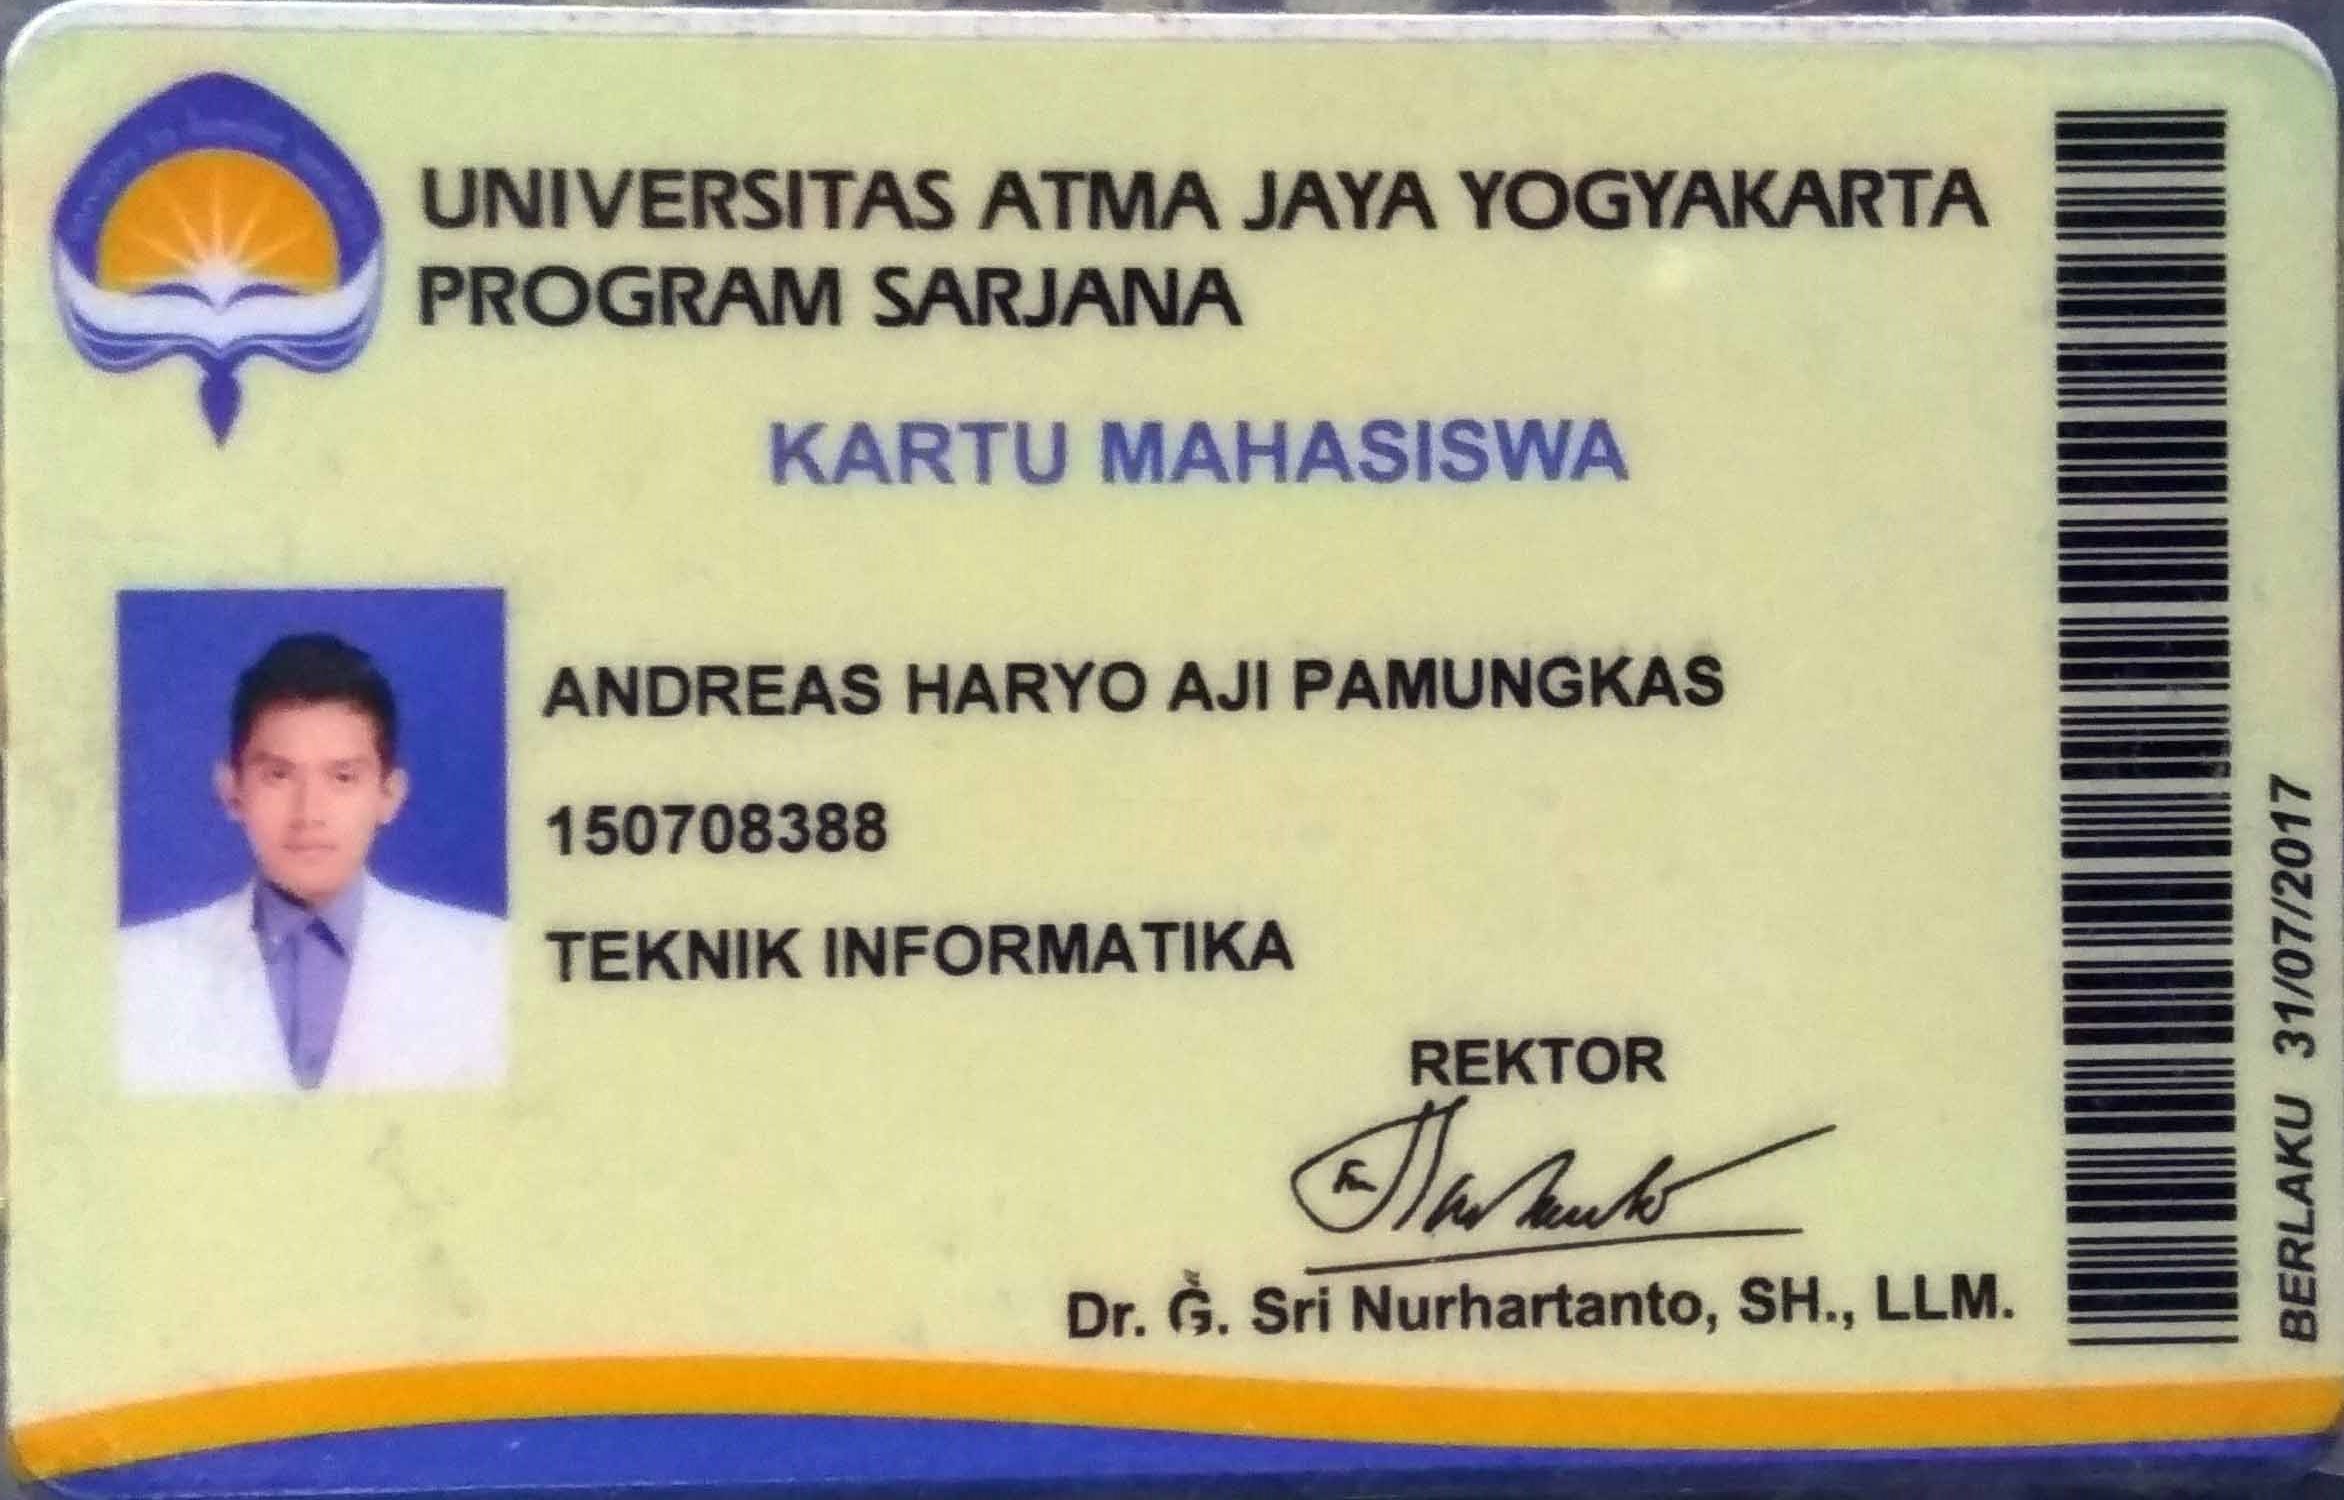 UNIVERSITAS ATMA JAYA YOGYAKARTA
PROGRAM SARJANA
KARTU MAHASISWA
ANDREAS HARYO AJI PAMUNGKAS
150708388
TEKNIK INFORMATIKA
REKTOR
Dr. G. Sri Nurhartanto, SH., LLM.
BERLAKU 31/07/2017